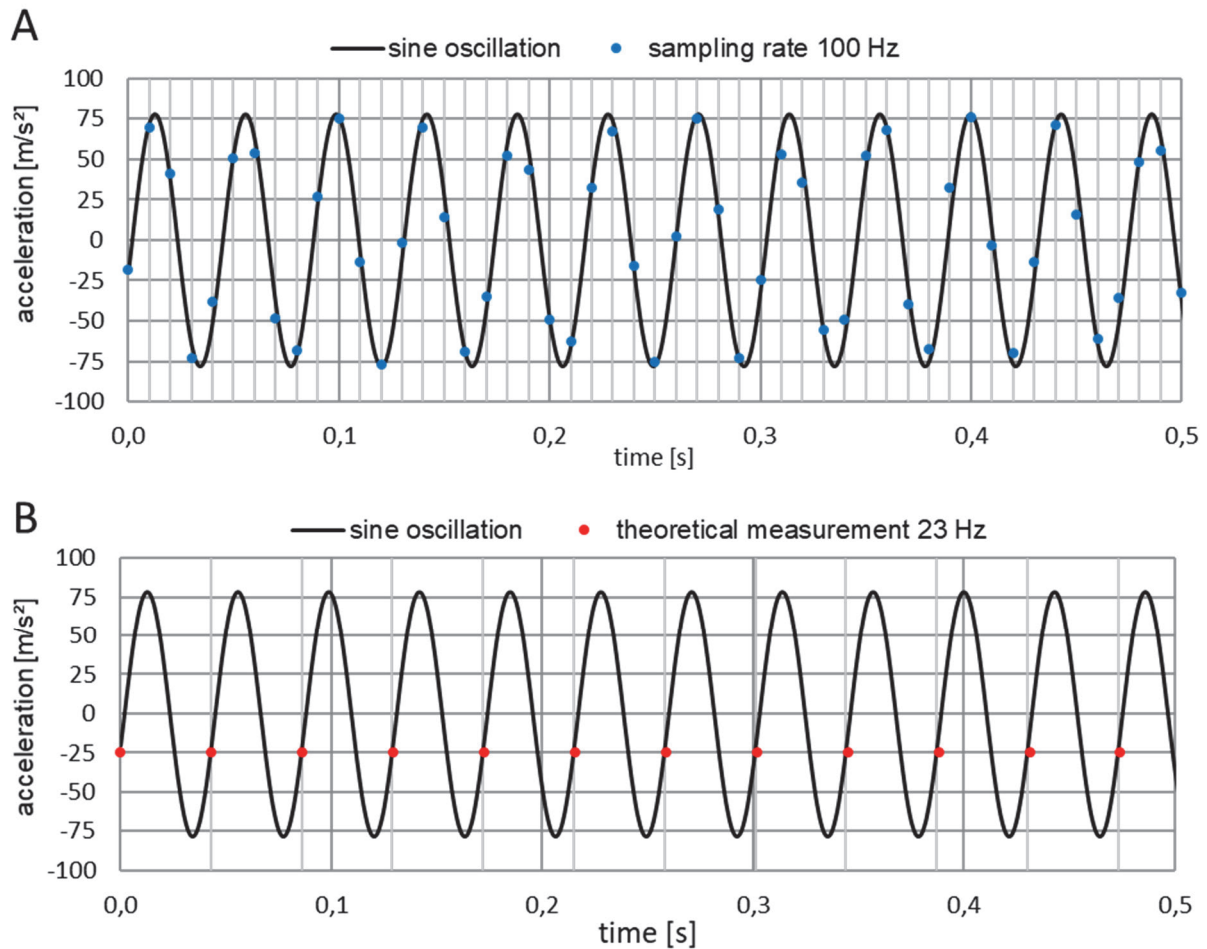 A
sine oscillation sampling rate 100 Hz
acceleration [m/s²]
100
75
50
25
0
-25
-50
-75
-100
0,0 0,1 0,2 0,3 0,4 0,5
time [s]
B
sine oscillation theoretical measurement 23 Hz
acceleration [m/s²]
100
75
50
25
0
-25
-50
-75
-100
0,0 0,1 0,2 0,3 0,4 0,5
time [s]